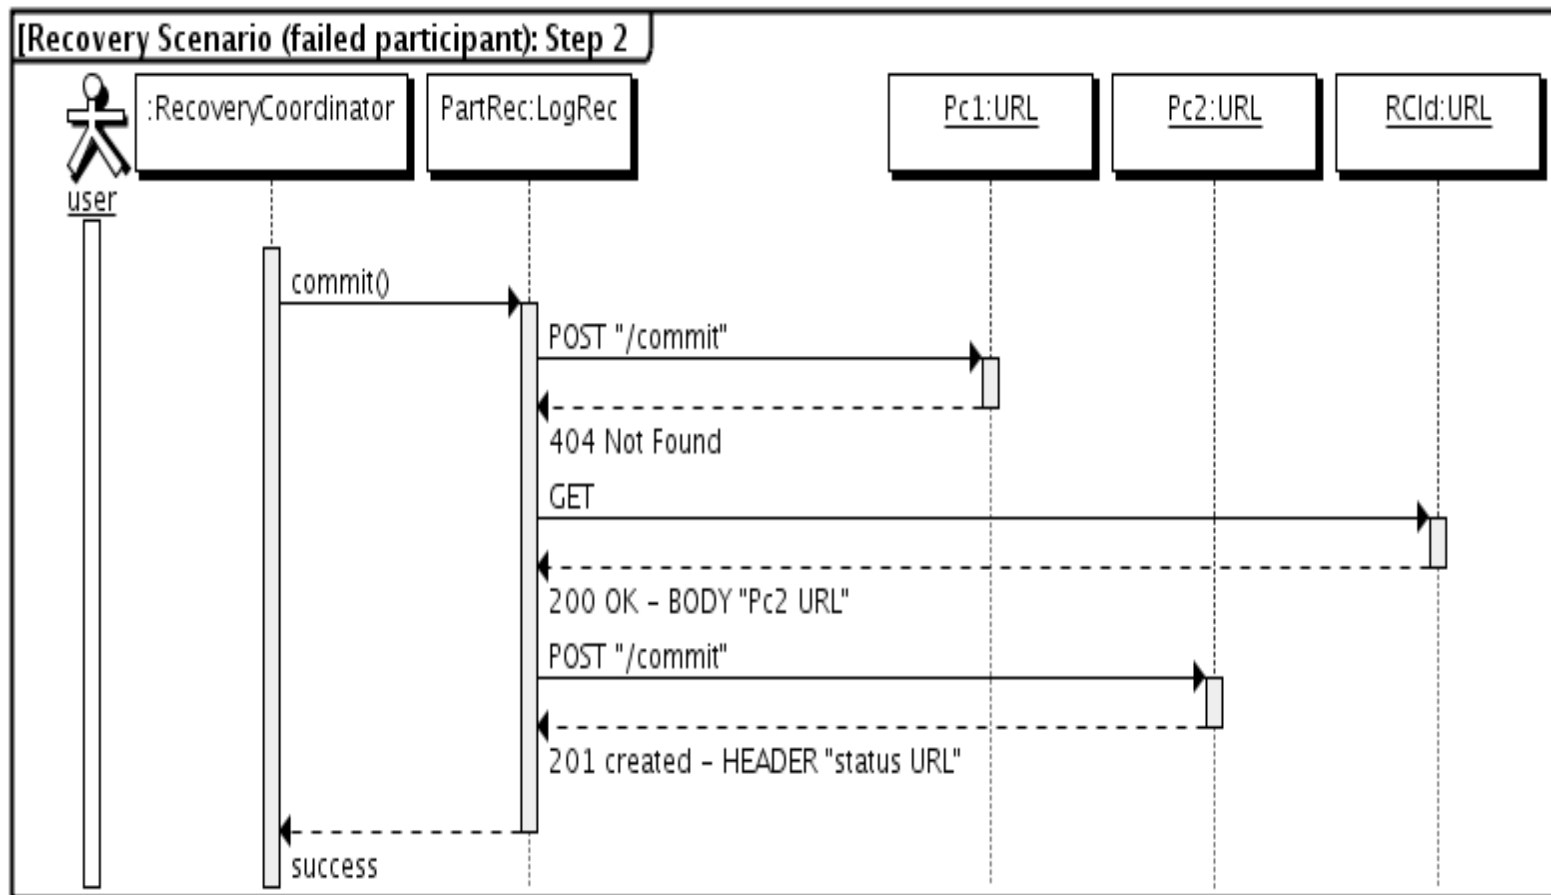 [Recovery Scenario (failed participant): Step 2
:RecoveryCoordinator
PartRec:LogRec
Pc1:URL
Pc2:URL
RCId:URL
user
commit()
POST "/commit"
404 Not Found
GET
200 OK – BODY "Pc2 URL"
POST "/commit"
201 created – HEADER "status URL"
success